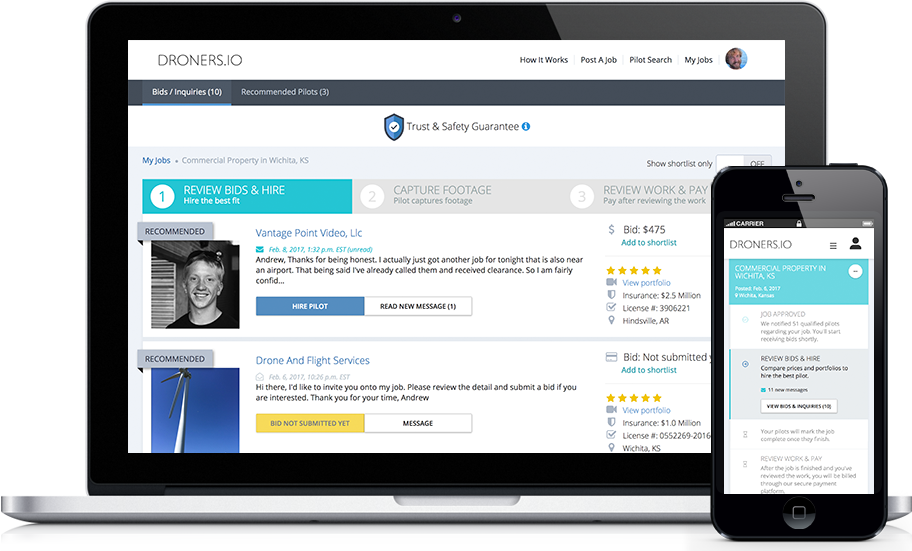 DRONERS.IO
How It Works
Post A Job
Pilot Search
My Jobs
Bids / Inquiries (10)
Recommended Pilots (3)
Trust & Safety Guarantee
My Jobs
Commercial Property in Wichita, KS
Show shortlist only
OFF
1
REVIEW BIDS & HIRE
Hire the best fit
2
CAPTURE FOOTAGE
Pilot captures footage
3
REVIEW WORK & PAY
Pay after reviewing the work
RECOMMENDED
Vantage Point Video, Llc
Feb. 8, 2017, 1:32 p.m. EST (unread)
Andrew, Thanks for being honest. I actually just got another job for tonight that is also near
an airport. That being said I've already called them and received clearance. So I am fairly
confid...
HIRE PILOT
READ NEW MESSAGE (1)
$ Bid: $475
Add to shortlist
View portfolio
Insurance: $2.5 Million
License #: 3906221
Hindsville, AR
RECOMMENDED
Drone And Flight Services
Feb. 6, 2017, 10:26 p.m. EST
Hi there, I'd like to invite you onto my job. Please review the detail and submit a bid if you
are interested. Thank you for your time, Andrew
BID NOT SUBMITTED YET
MESSAGE
Bid: Not submitted
Add to shortlist
View portfolio
Insurance: $1.0 Million
License #: 0552269-2016
Wichita, KS
CARRIER
DRONERS.IO
COMMERCIAL PROPERTY IN
WICHITA, KS
Posted: Feb. 6, 2017
Wichita, Kansas
JOB APPROVED
We notified 51 qualified pilots
regarding your job. You'll start
receiving bids shortly.
REVIEW BIDS & HIRE
Compare prices and portfolios to
hire the best pilot.
11 new messages
VIEW BIDS & INQUIRIES (10)
Your pilots will mark the job
complete once they finish.
REVIEW WORK & PAY
After the job is finished and you've
reviewed the work, you will be billed
through our secure payment
platform.